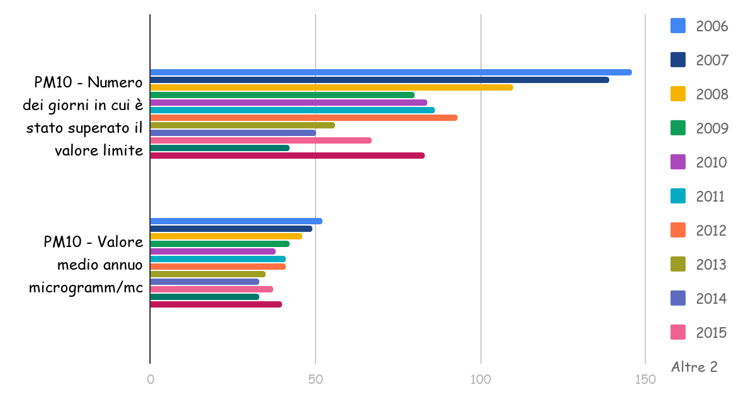 PM10 - Numero
dei giorni in cui è
stato superato il
valore limite
PM10 - Valore
medio annuo
microgramm/mc
0
50
100
150
2006
2007
2008
2009
2010
2011
2012
2013
2014
2015
Altre 2